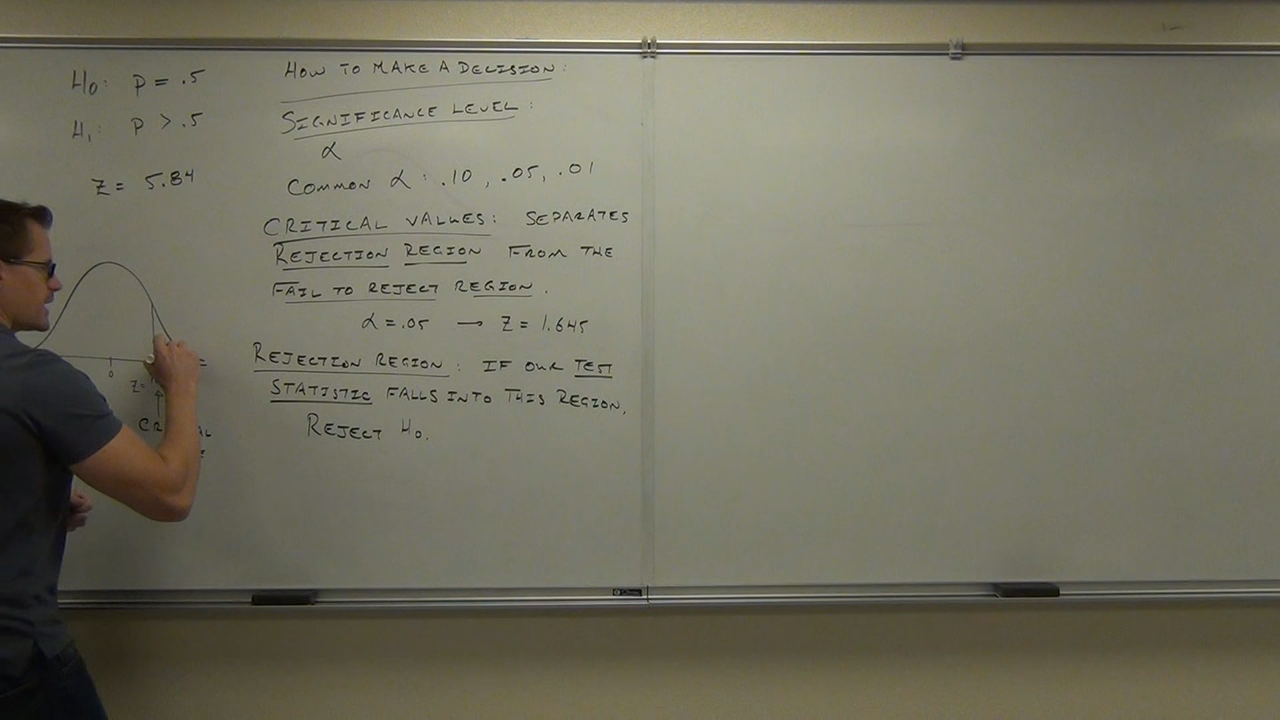 H₀: P = .5
H₁: P > .5
Z = 5.84
0
Z =
HOW TO MAKE A DECISION:
SIGNIFICANCE LEVEL:
α
COMMON α: .10, .05, .01
CRITICAL VALUES: SEPARATES
REJECTION REGION FROM THE
FAIL TO REJECT REGION.
α = .05 → Z = 1.645
REJECTION REGION: IF OUR TEST
STATISTIC FALLS INTO THIS REGION,
REJECT H₀.